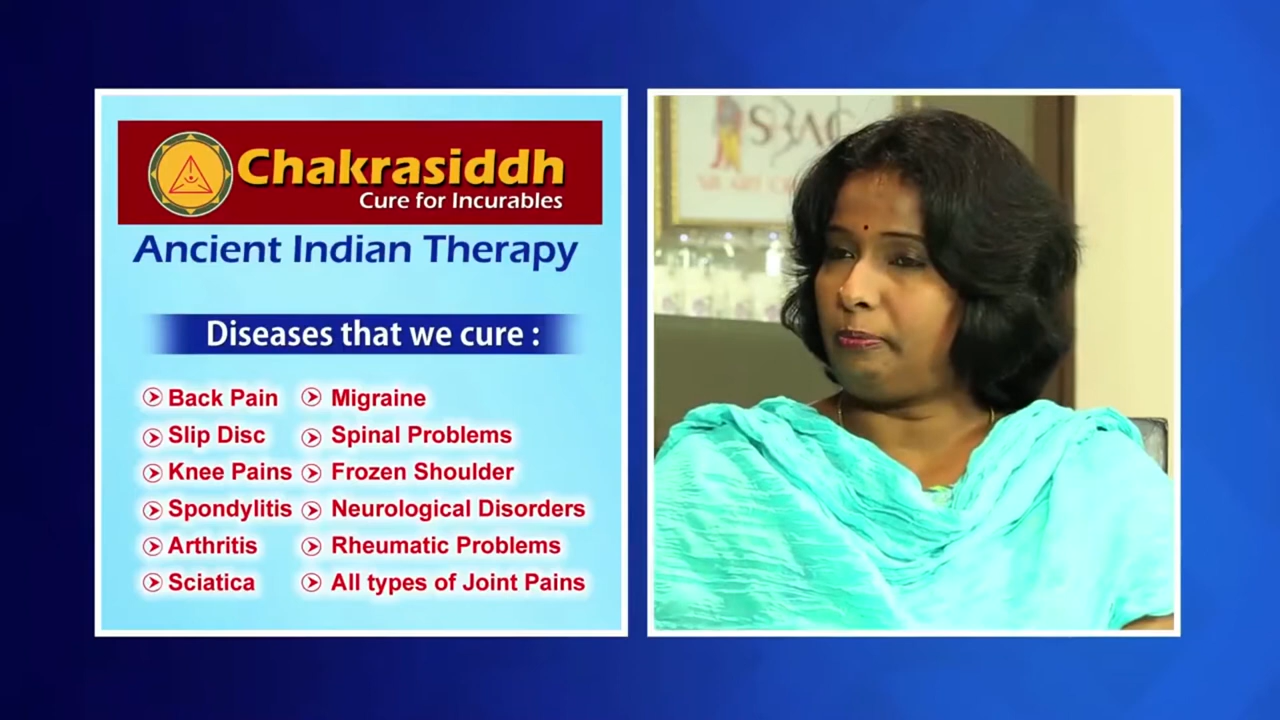 Chakrasiddh
Cure for Incurables
Ancient Indian Therapy
Diseases that we cure :
Back Pain
Slip Disc
Knee Pains
Spondylitis
Arthritis
Sciatica
Migraine
Spinal Problems
Frozen Shoulder
Neurological Disorders
Rheumatic Problems
All types of Joint Pains